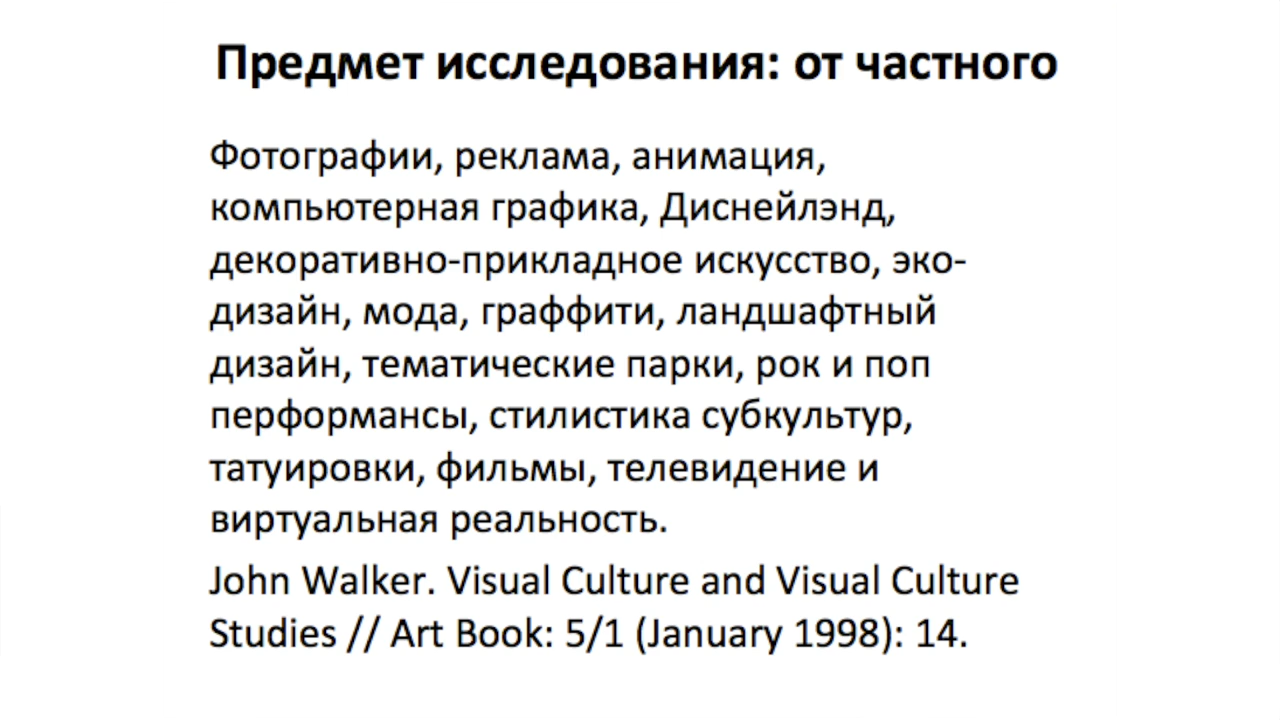 Предмет исследования: от частного
Фотографии, реклама, анимация,
компьютерная графика, Диснейлэнд,
декоративно-прикладное искусство, эко-
дизайн, мода, граффити, ландшафтный
дизайн, тематические парки, рок и поп
перформансы, стилистика субкультур,
татуировки, фильмы, телевидение и
виртуальная реальность.
John Walker. Visual Culture and Visual Culture
Studies // Art Book: 5/1 (January 1998): 14.